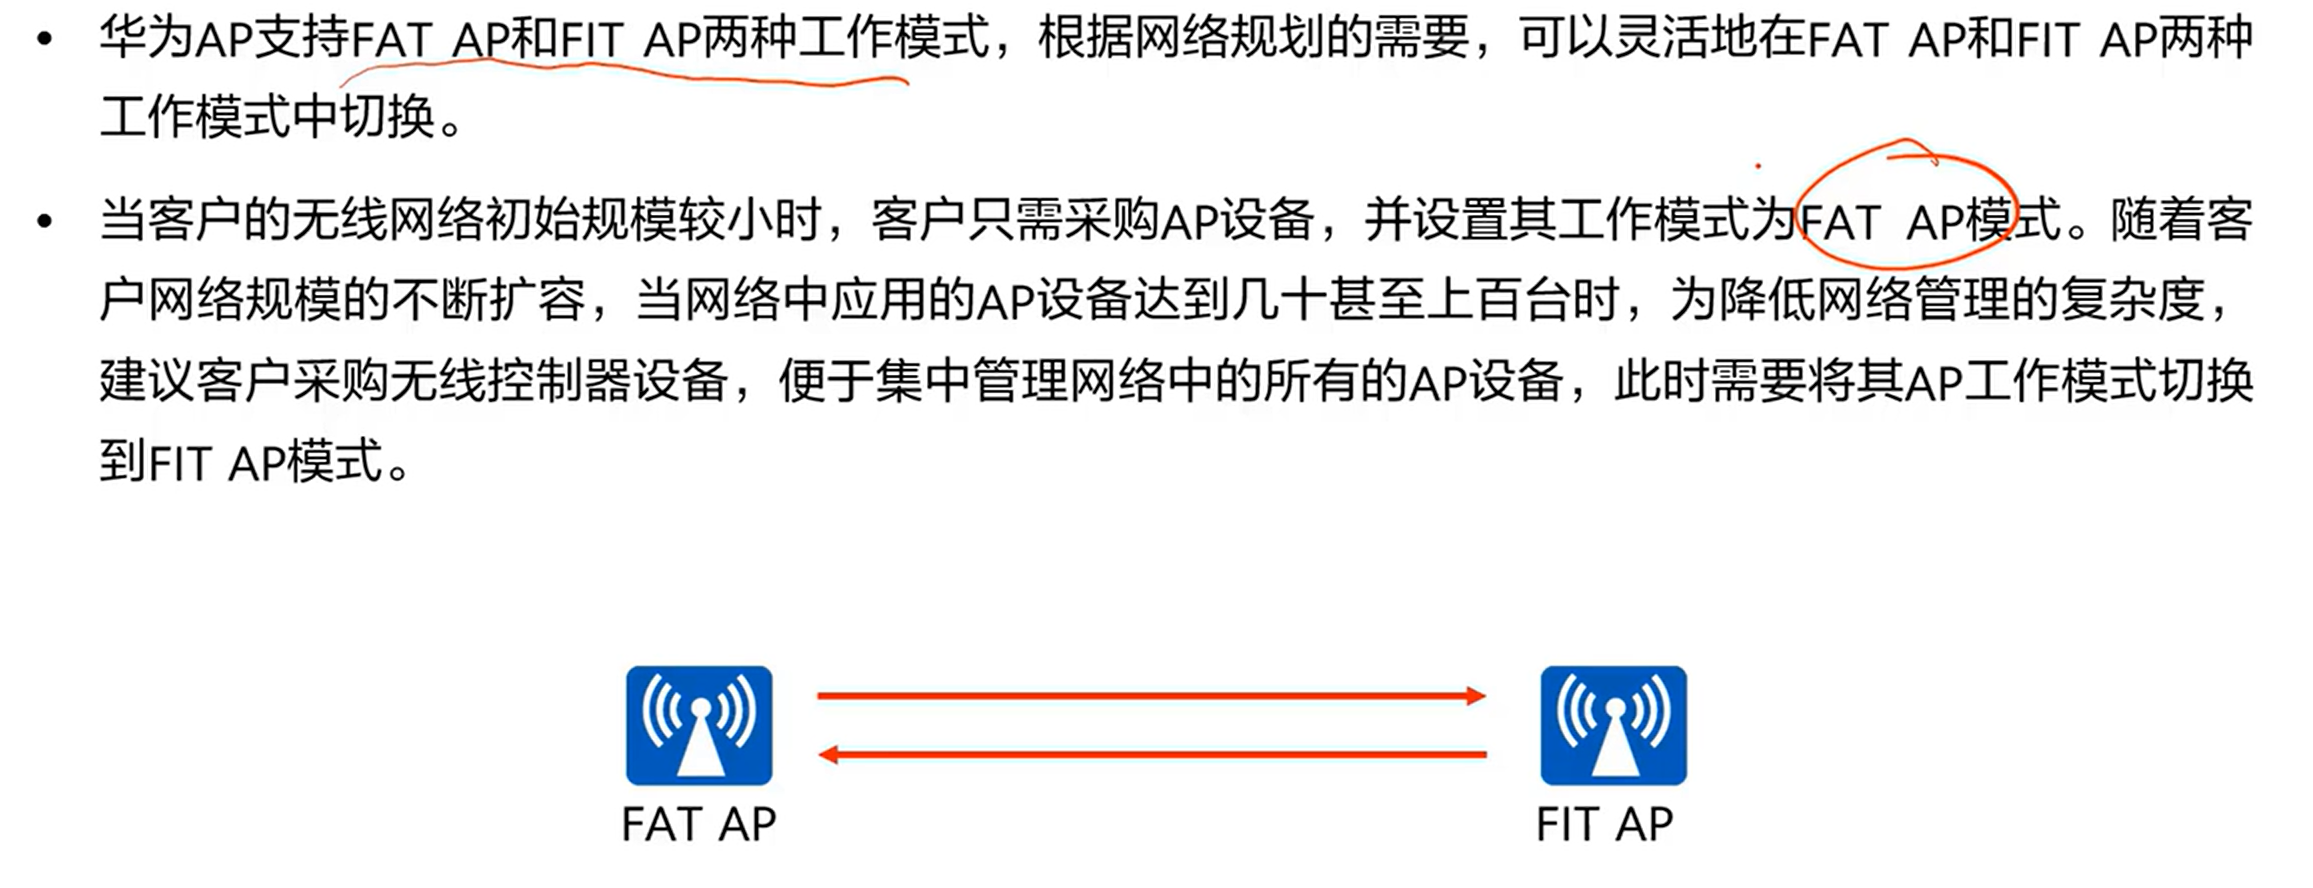 • 华为AP支持FAT AP和FIT AP两种工作模式，根据网络规划的需要，可以灵活地在FAT AP和FIT AP两种
工作模式中切换。
• 当客户的无线网络初始规模较小时，客户只需采购AP设备，并设置其工作模式为FAT AP模式。随着客
户网络规模的不断扩容，当网络中应用的AP设备达到几十甚至上百台时，为降低网络管理的复杂度，
建议客户采购无线控制器设备，便于集中管理网络中的所有的AP设备，此时需要将其AP工作模式切换
到FIT AP模式。
FAT AP
FIT AP